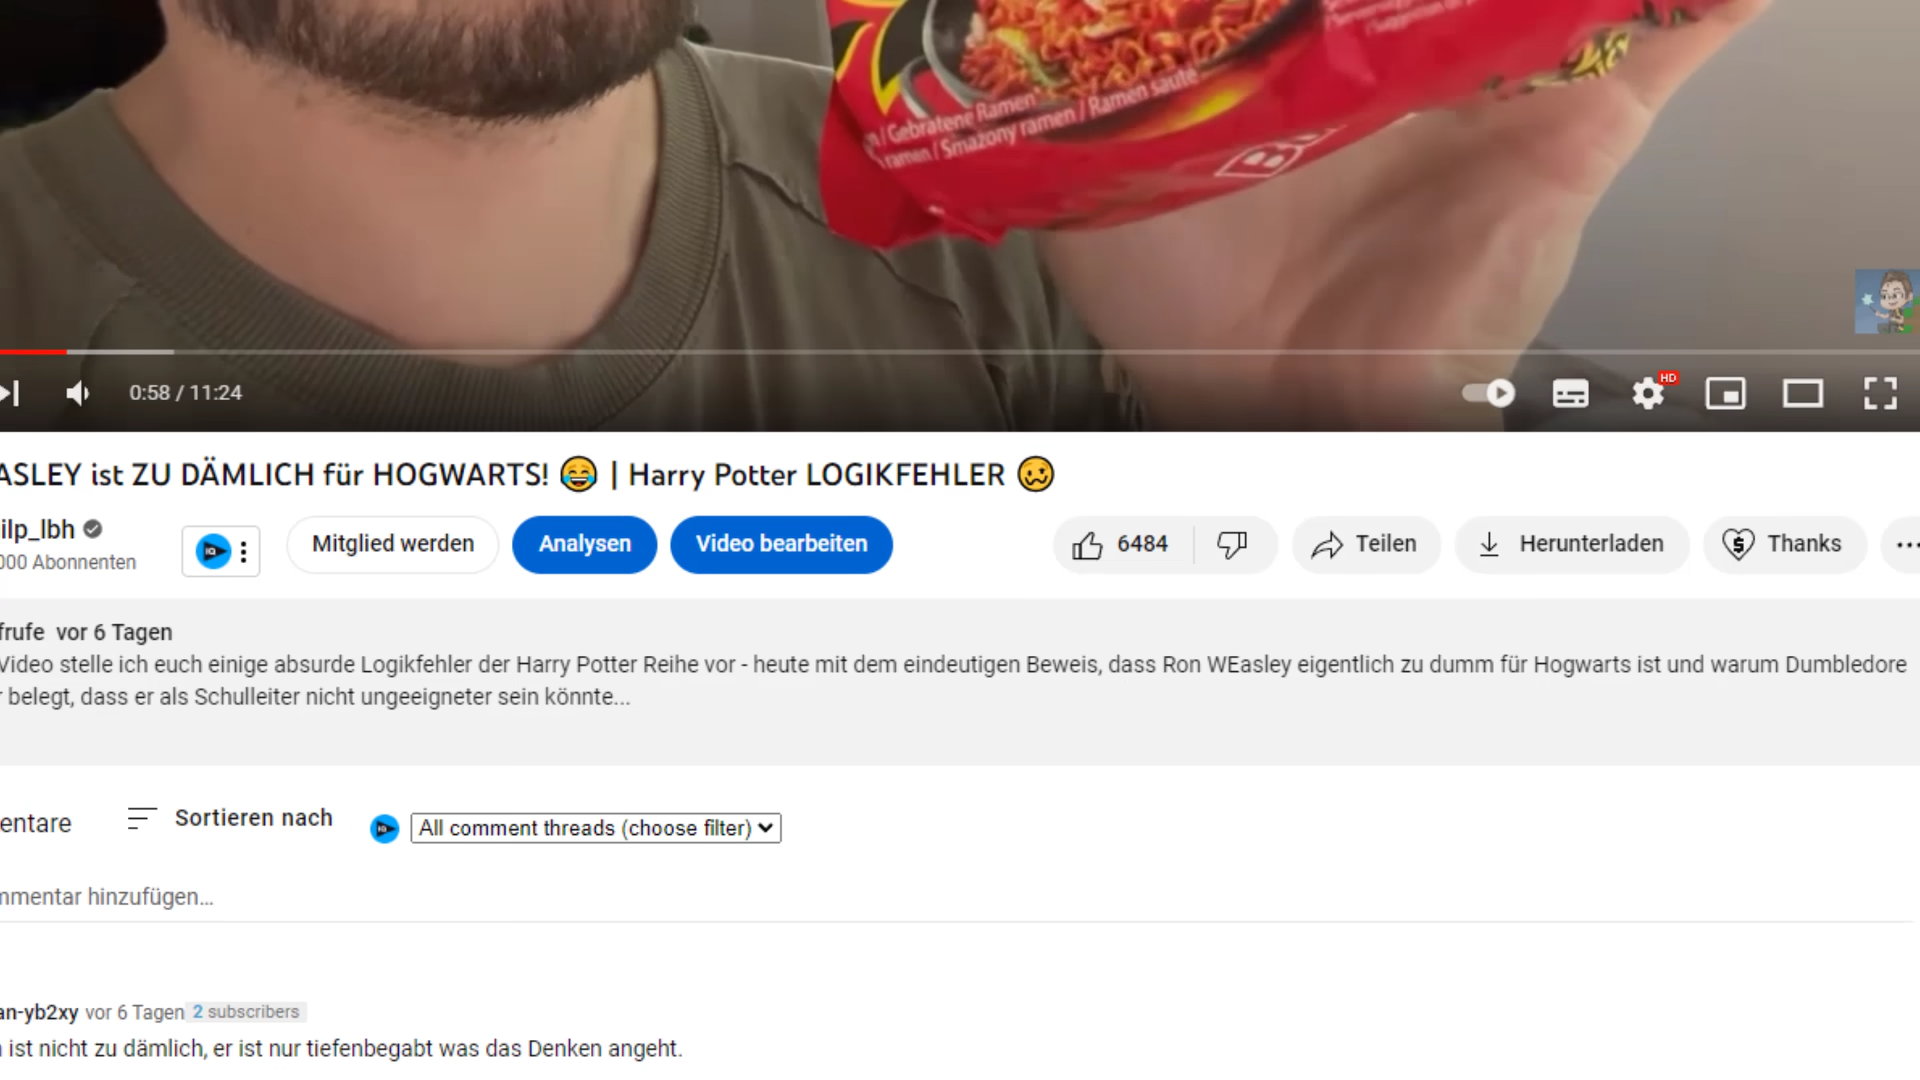 / Gebratene Ramen
ramen / Smażony ramen / Ramen sauté
0:58 / 11:24
HD
ASLEY ist ZU DÄMLICH für HOGWARTS! 😂 | Harry Potter LOGIKFEHLER 🥴
ilp_lbh
000 Abonnenten
Mitglied werden
Analysen
Video bearbeiten
6484
Teilen
Herunterladen
Thanks
frufe vor 6 Tagen
Video stelle ich euch einige absurde Logikfehler der Harry Potter Reihe vor - heute mit dem eindeutigen Beweis, dass Ron WEasley eigentlich zu dumm für Hogwarts ist und warum Dumbledore
r belegt, dass er als Schulleiter nicht ungeeigneter sein könnte...
entare
Sortieren nach
All comment threads (choose filter)
mmentar hinzufügen...
an-yb2xy vor 6 Tagen 2 subscribers
ist nicht zu dämlich, er ist nur tiefenbegabt was das Denken angeht.